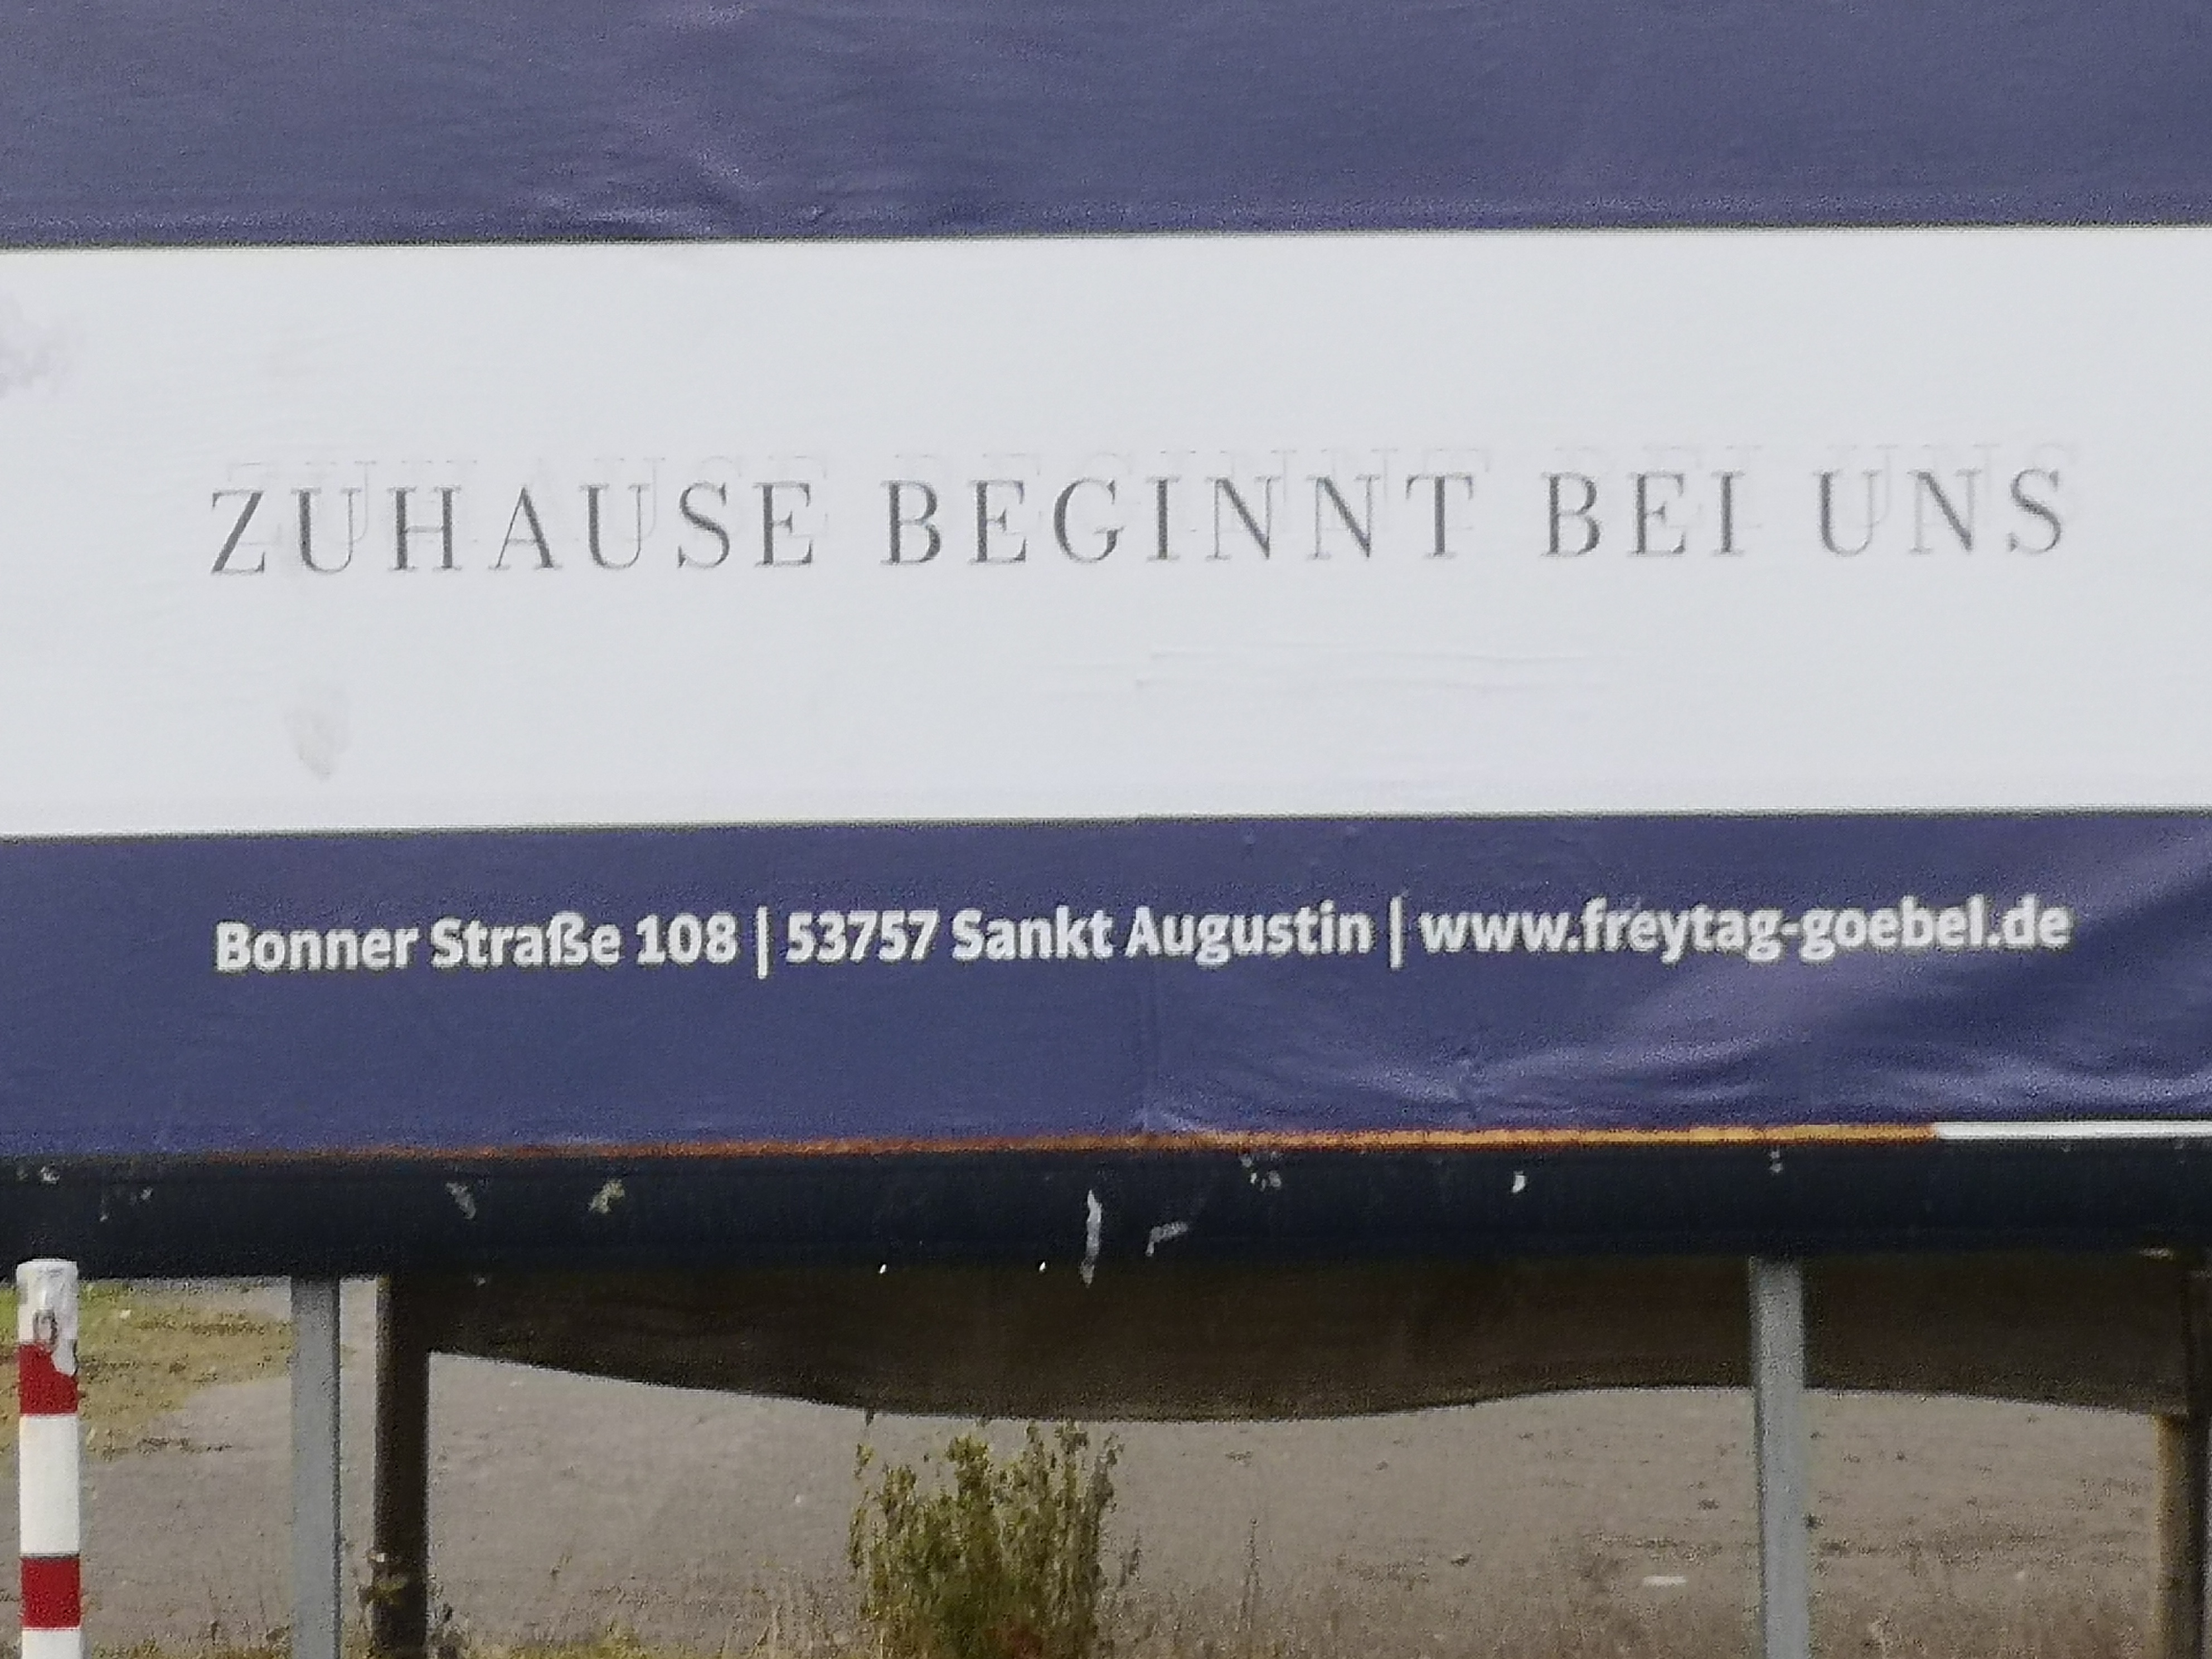 ZUHAUSE BEGINNT BEI UNS
Bonner Straße 108 | 53757 Sankt Augustin | www.freytag-goebel.de